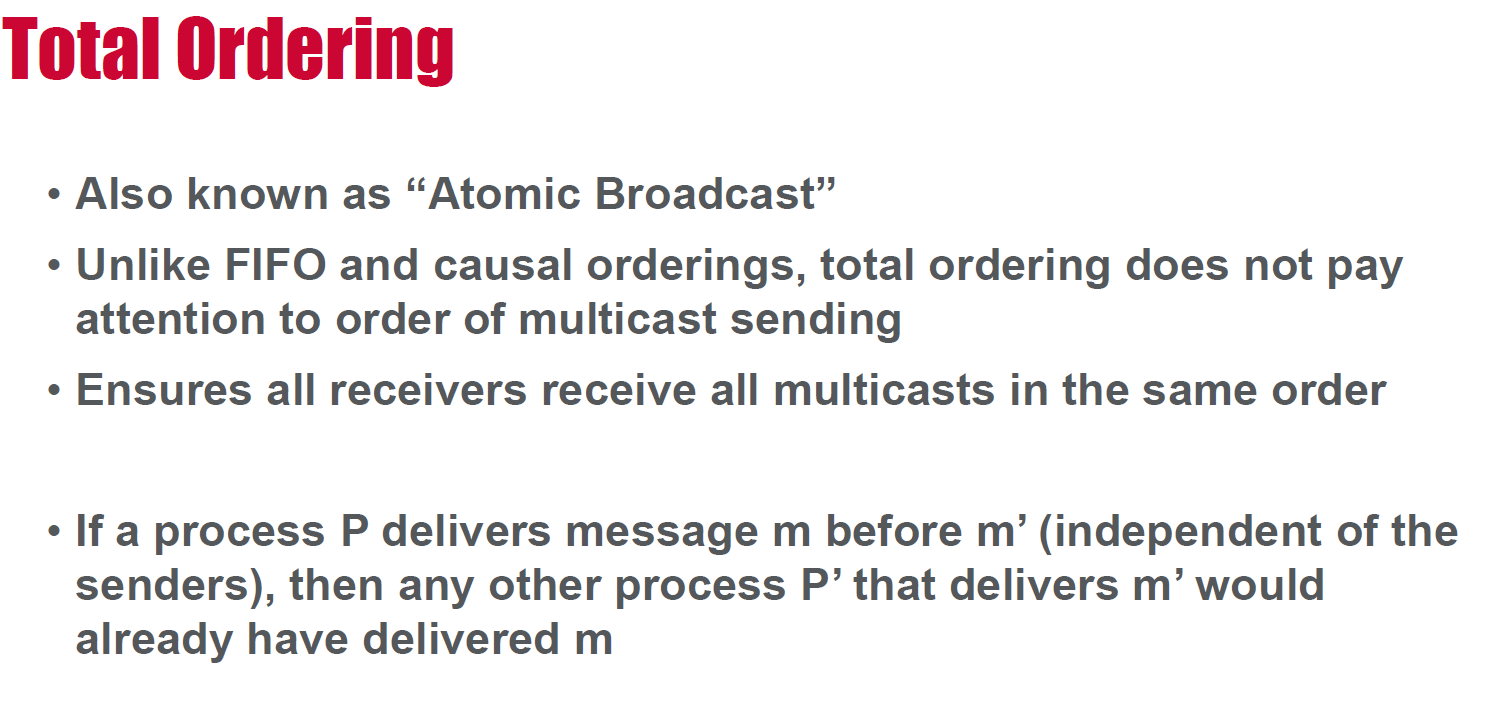 Total Ordering
• Also known as “Atomic Broadcast”
• Unlike FIFO and causal orderings, total ordering does not pay
attention to order of multicast sending
• Ensures all receivers receive all multicasts in the same order
• If a process P delivers message m before m’ (independent of the
senders), then any other process P’ that delivers m’ would
already have delivered m